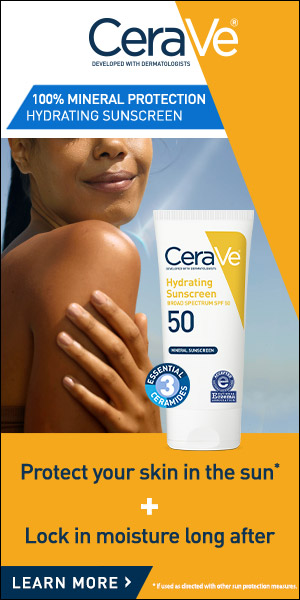 CeraVe®
DEVELOPED WITH DERMATOLOGISTS
100% MINERAL PROTECTION
HYDRATING SUNSCREEN
CeraVe
DEVELOPED WITH DERMATOLOGISTS
Hydrating
Sunscreen
BROAD SPECTRUM SPF 50
50
MINERAL SUNSCREEN
ESSENTIAL
3
CERAMIDES
Eczema
Protect your skin in the sun*
+
Lock in moisture long after
LEARN MORE >
* If used as directed with other sun protection measures.